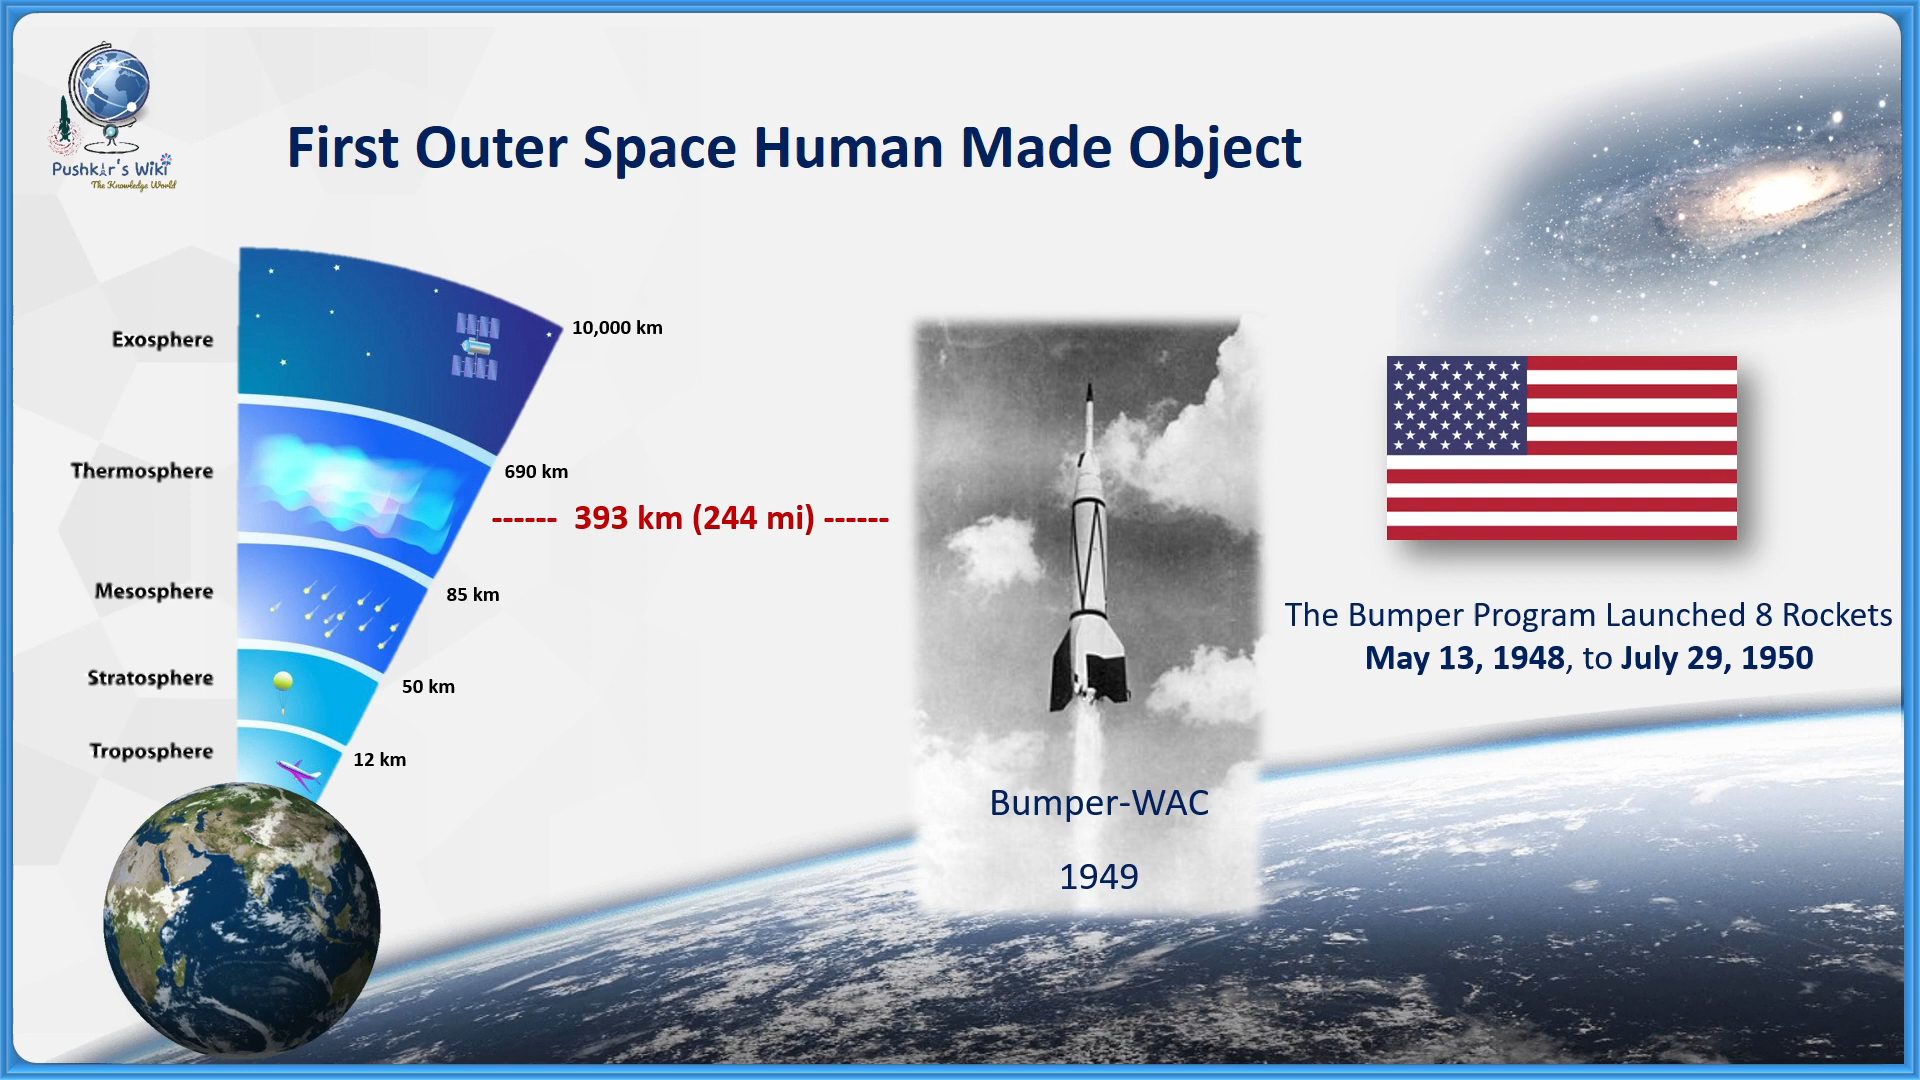 Pushkar's Wiki
The Knowledge World
First Outer Space Human Made Object
Exosphere
10,000 km
Thermosphere
690 km
------ 393 km (244 mi) ------
Mesosphere
85 km
Stratosphere
50 km
Troposphere
12 km
Bumper-WAC
1949
The Bumper Program Launched 8 Rockets
May 13, 1948, to July 29, 1950